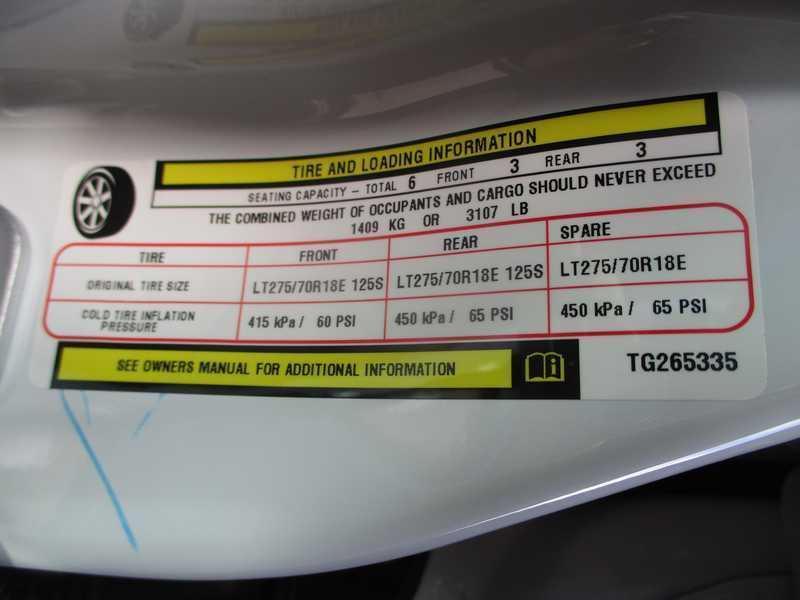 TIRE AND LOADING INFORMATION
SEATING CAPACITY – TOTAL 6 FRONT 3 REAR 3
THE COMBINED WEIGHT OF OCCUPANTS AND CARGO SHOULD NEVER EXCEED
1409 KG OR 3107 LB
TIRE FRONT REAR SPARE
ORIGINAL TIRE SIZE LT275/70R18E 125S LT275/70R18E 125S LT275/70R18E
COLD TIRE INFLATION
PRESSURE 415 kPa / 60 PSI 450 kPa / 65 PSI 450 kPa / 65 PSI
SEE OWNERS MANUAL FOR ADDITIONAL INFORMATION TG265335